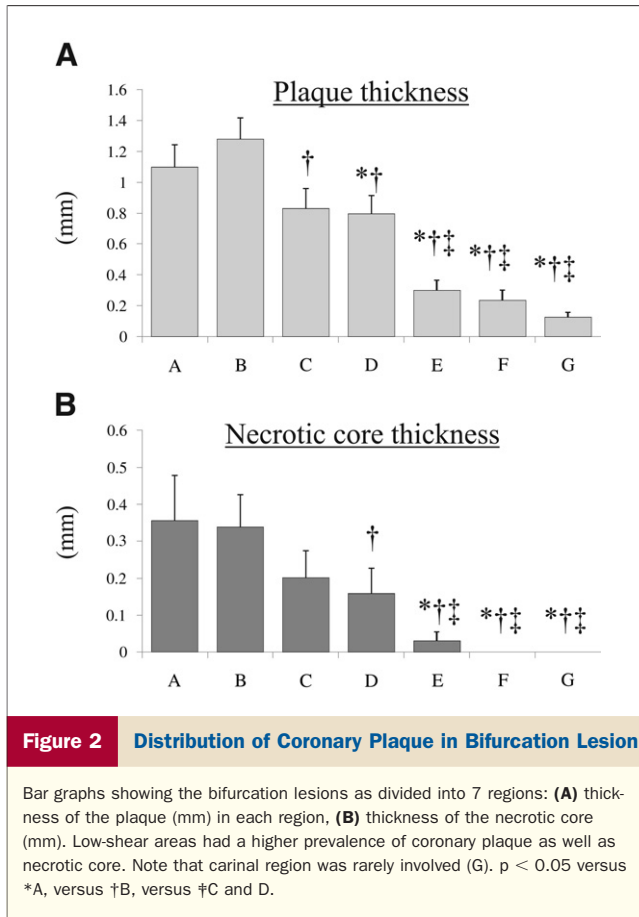 A
Plaque thickness
1.6
1.4
1.2
1
0.8
0.6
0.4
0.2
0
(mm)
†
*†
*†‡
*†‡
*†‡
A B C D E F G
B
Necrotic core thickness
0.6
0.5
0.4
0.3
0.2
0.1
0
(mm)
†
*†‡
*†‡
*†‡
A B C D E F G
Figure 2 Distribution of Coronary Plaque in Bifurcation Lesion
Bar graphs showing the bifurcation lesions as divided into 7 regions: (A) thick-
ness of the plaque (mm) in each region, (B) thickness of the necrotic core
(mm). Low-shear areas had a higher prevalence of coronary plaque as well as
necrotic core. Note that carinal region was rarely involved (G). p < 0.05 versus
*A, versus †B, versus ‡C and D.